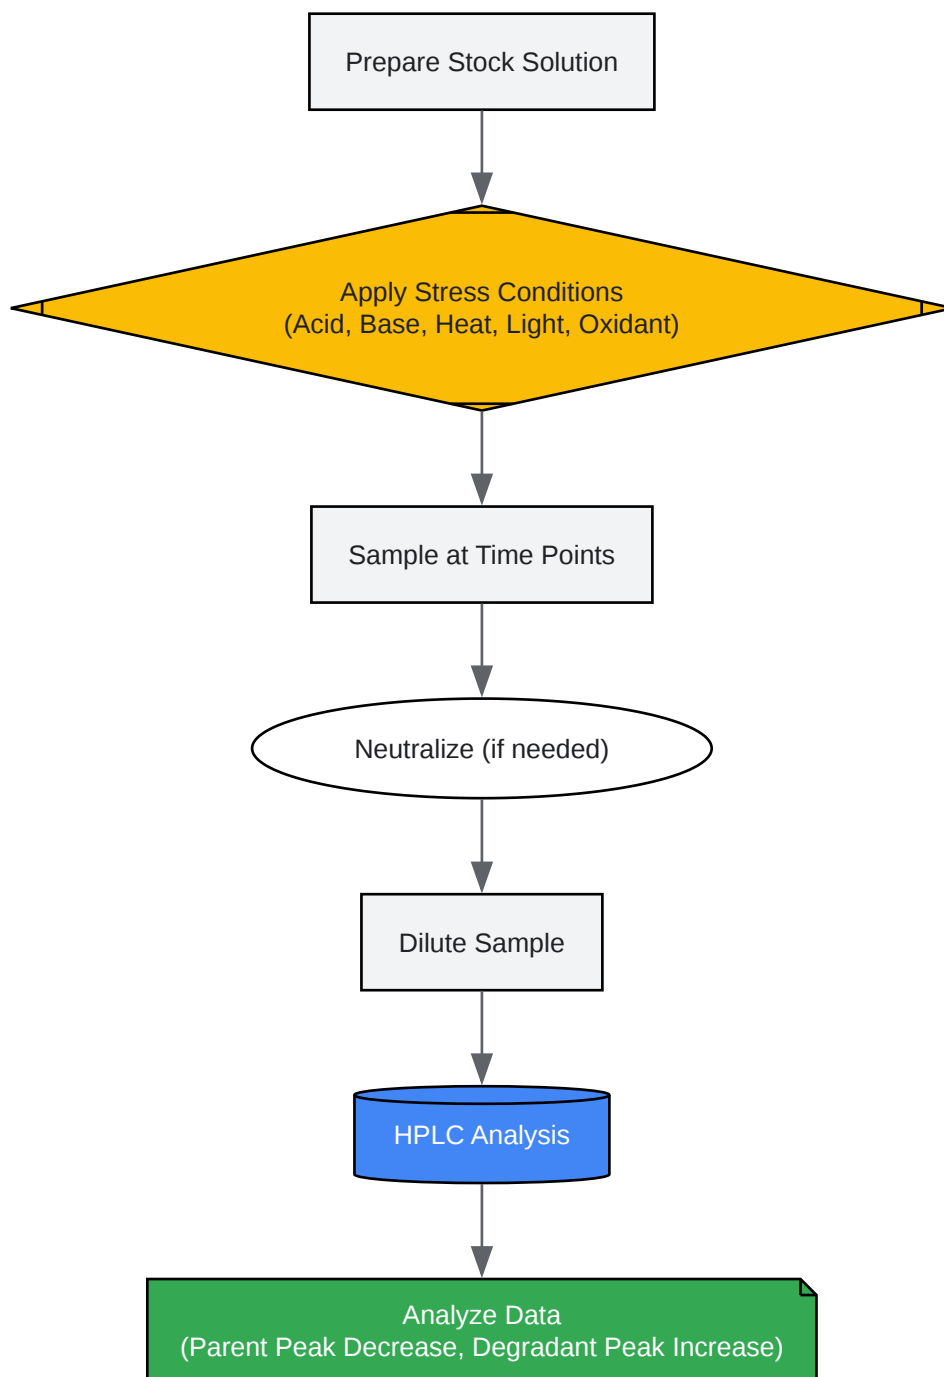 Prepare Stock Solution
Apply Stress Conditions
(Acid, Base, Heat, Light, Oxidant)
Sample at Time Points
Neutralize (if needed)
Dilute Sample
HPLC Analysis
Analyze Data
(Parent Peak Decrease, Degradant Peak Increase)